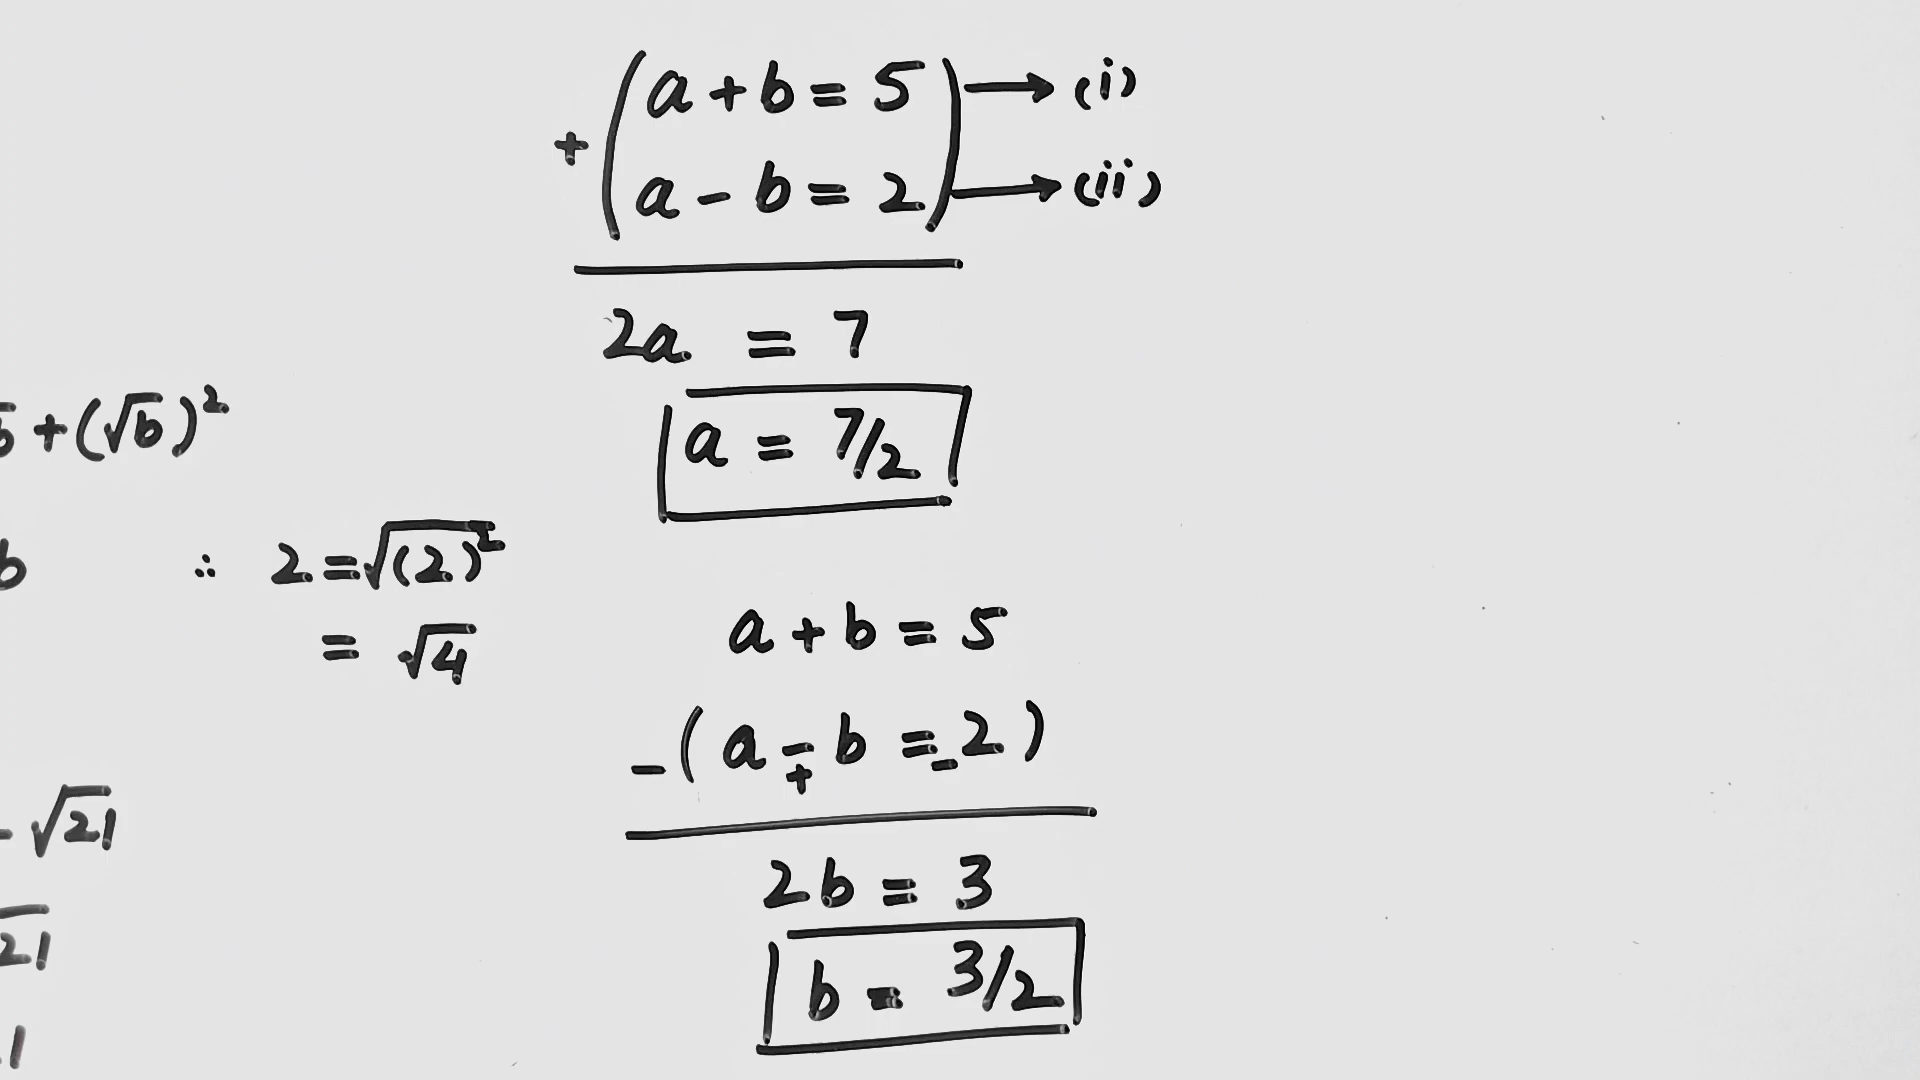 a + b = 5 → (i)
+
a - b = 2 → (ii)
2a = 7
a = 7/2
+ (√b)²
b
∴ 2 = √(2)²
= √4
a + b = 5
- (a - b = 2)
+ -
2b = 3
b = 3/2
- √21
21
1